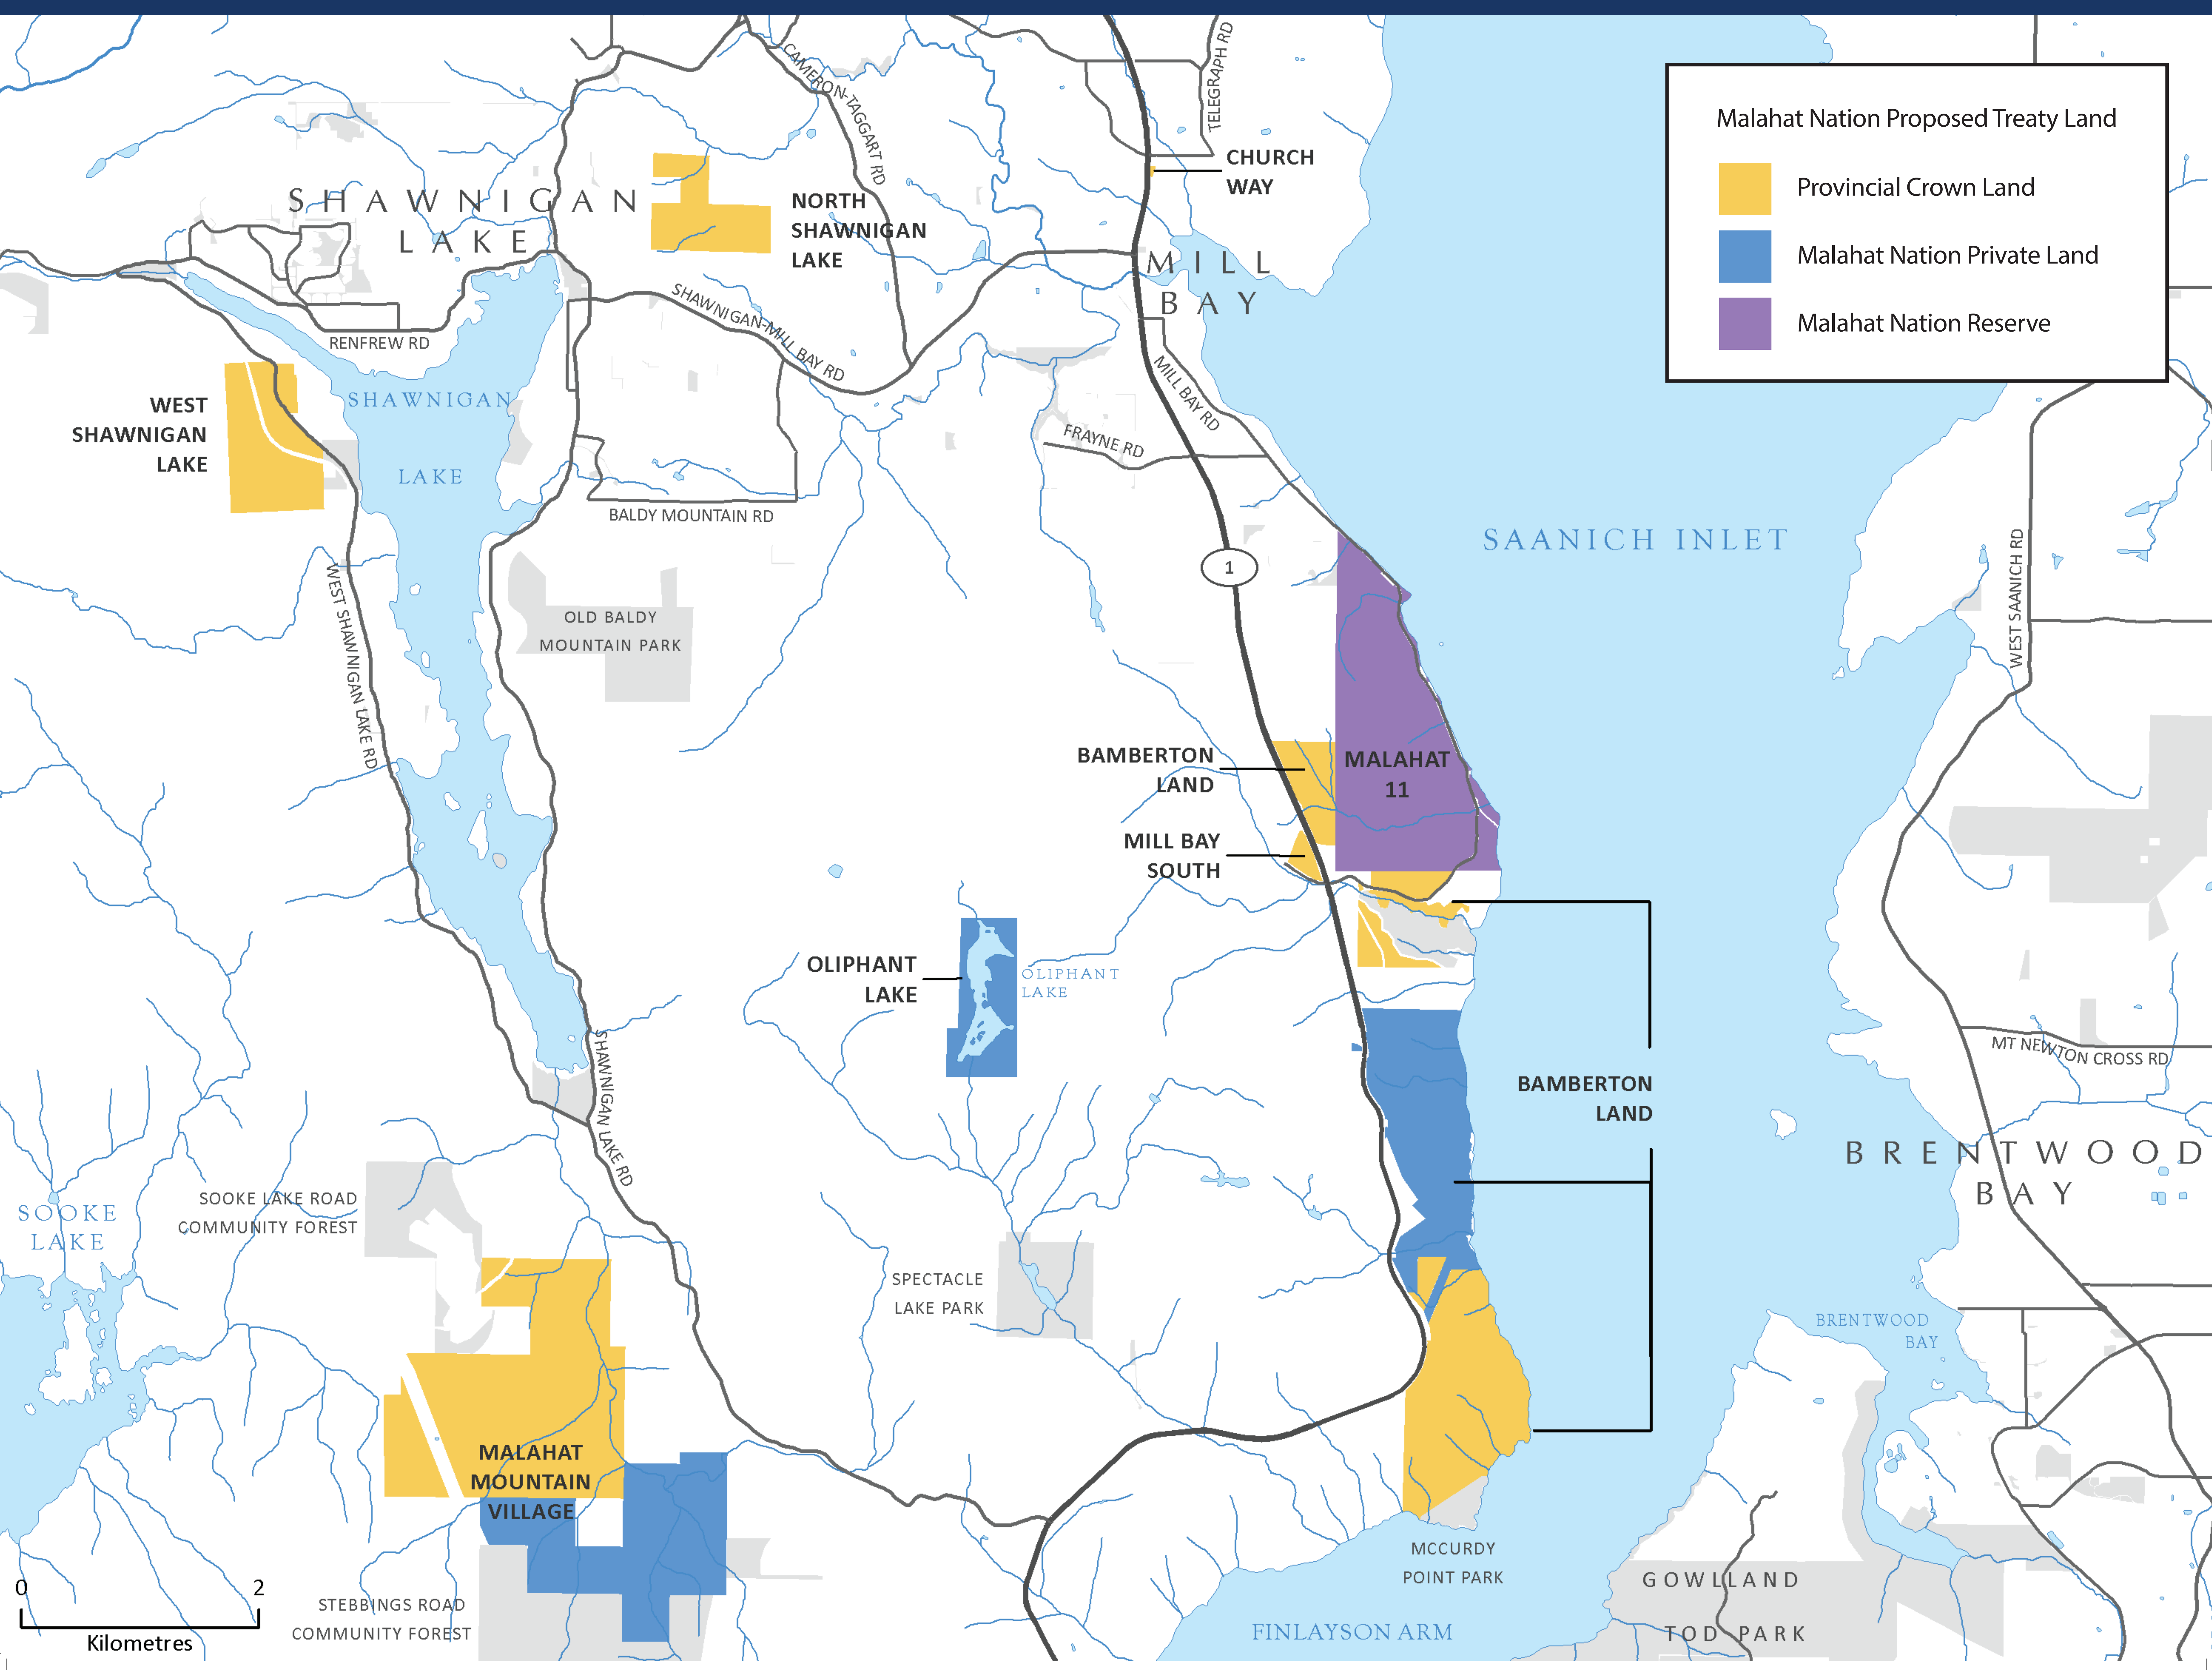 Malahat Nation Proposed Treaty Land
Provincial Crown Land
Malahat Nation Private Land
Malahat Nation Reserve
CAMERON-TAGGART RD
TELEGRAPH RD
CHURCH
WAY
SHAWNIGAN
LAKE
NORTH
SHAWNIGAN
LAKE
MILL
BAY
SHAWNIGAN-MILL BAY RD
RENFREW RD
MILL BAY RD
WEST
SHAWNIGAN
LAKE
SHAWNIGAN
LAKE
FRAYNE RD
BALDY MOUNTAIN RD
SAANICH INLET
WEST SAANICH RD
1
WEST SHAWNIGAN LAKE RD
OLD BALDY
MOUNTAIN PARK
BAMBERTON
LAND
MALAHAT
11
MILL BAY
SOUTH
OLIPHANT
LAKE
OLIPHANT
LAKE
SHAWNIGAN LAKE RD
MT NEWTON CROSS RD
BAMBERTON
LAND
BRENTWOOD
BAY
SOOKE LAKE ROAD
COMMUNITY FOREST
SOOKE
LAKE
SPECTACLE
LAKE PARK
BRENTWOOD
BAY
MALAHAT
MOUNTAIN
VILLAGE
MCCURDY
POINT PARK
GOWLLAND
TOD PARK
STEBBINGS ROAD
COMMUNITY FOREST
FINLAYSON ARM
0 2
Kilometres